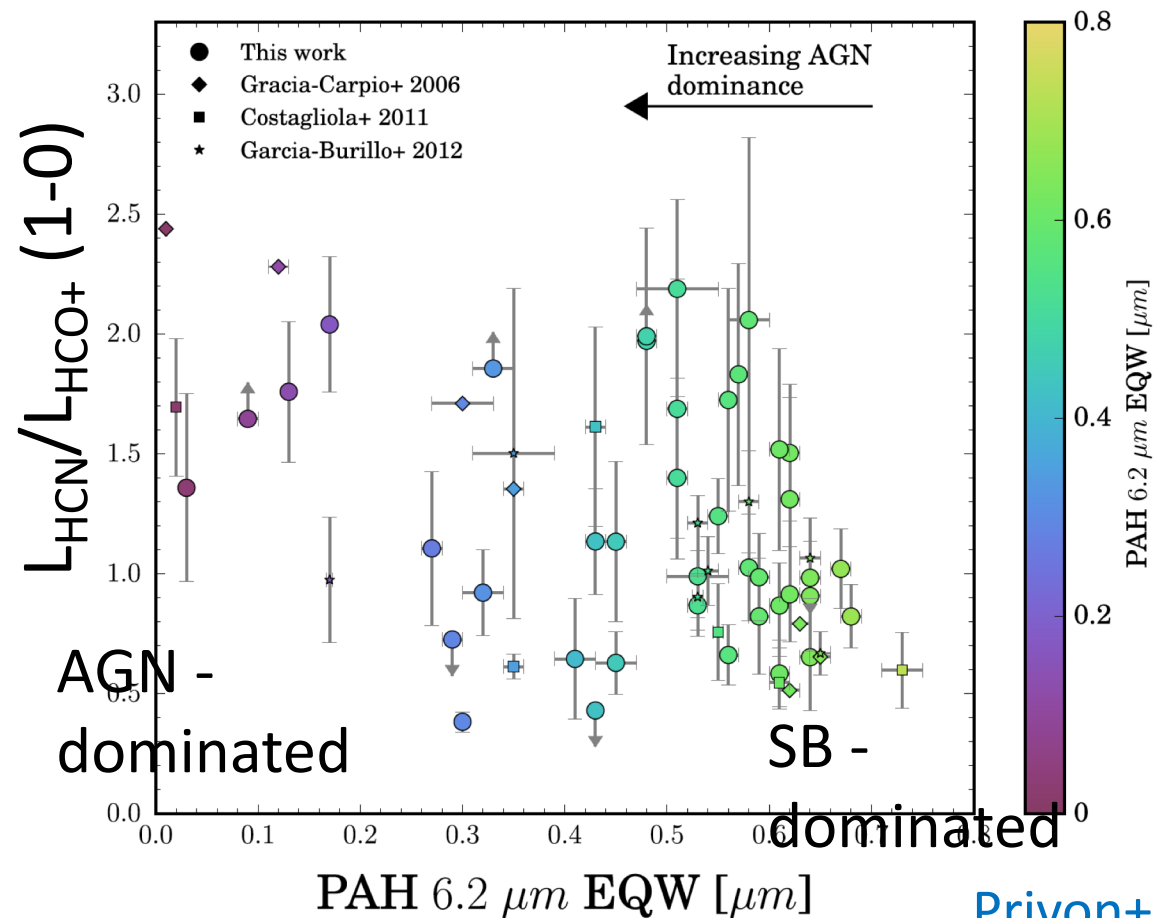 This work
Gracia-Carpio+ 2006
Costagliola+ 2011
Garcia-Burillo+ 2012
Increasing AGN
dominance
L_HCN/L_HCO+ (1-0)
3.0
2.5
2.0
1.5
1.0
0.5
0.0
AGN -
dominated
SB -
dominated
0.0 0.1 0.2 0.3 0.4 0.5 0.6 0.7 0.8
PAH 6.2 μm EQW [μm]
0.8
0.6
0.4
0.2
0
PAH 6.2 μm EQW [μm]
Privon+